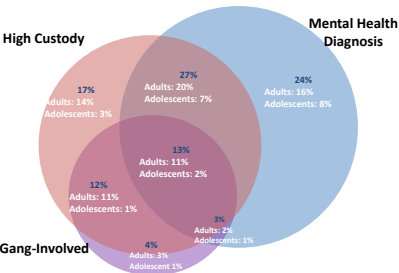 High Custody
Mental Health
Diagnosis
17%
Adults: 14%
Adolescents: 3%
27%
Adults: 20%
Adolescents: 7%
24%
Adults: 16%
Adolescents: 8%
13%
Adults: 11%
Adolescents: 2%
12%
Adults: 11%
Adolescents: 1%
3%
Adults: 2%
Adolescents: 1%
Gang-Involved
4%
Adults: 3%
Adolescent 1%